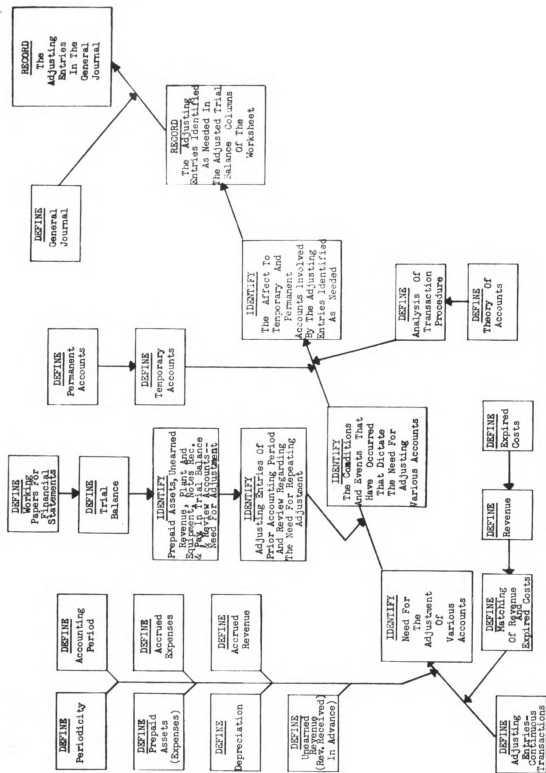 DEFINE
Periodicity
DEFINE
Accounting
Period
DEFINE
Prepaid
Assets
(Expenses)
DEFINE
Accrued
Expenses
DEFINE
Depreciation
DEFINE
Accrued
Revenue
DEFINE
Unearned
Revenue
(Rev. Received)
In Advance)
DEFINE
Adjusting
Entries-
Continuous
Transactions
DEFINE
Matching
Of Revenue
And
Expired Costs
DEFINE
Revenue
DEFINE
Expired
Costs
IDENTIFY
Need For
The
Adjustment
Of
Various
Accounts
DEFINE
Working
Papers For
Financial
Statements
DEFINE
Trial
Balance
IDENTIFY
Prepaid Assets, Unearned
Revenue, Plant And
Equipment, Notes Rec.
& Pay. In Trial Balance
& Review Accounts--
Need For Adjustment
IDENTIFY
Adjusting Entries Of
Prior Accounting Period
And Review Regarding
The Need For Repeating
Adjustment
IDENTIFY
The Conditions
And Events That
Have Occurred
That Dictate
The Need For
Adjusting
Various Accounts
DEFINE
Permanent
Accounts
DEFINE
Temporary
Accounts
DEFINE
Analysis Of
Transaction
Procedure
DEFINE
Theory Of
Accounts
IDENTIFY
The Affect To
Temporary And
Permanent
Accounts Involved
By The Adjusting
Entries Identified
As Needed
RECORD
The Adjusting
Entries Identified
As Needed In
The Adjusted Trial
Balance Columns
Of The
Worksheet
DEFINE
General
Journal
RECORD
The
Adjusting
Entries
In The
General
Journal